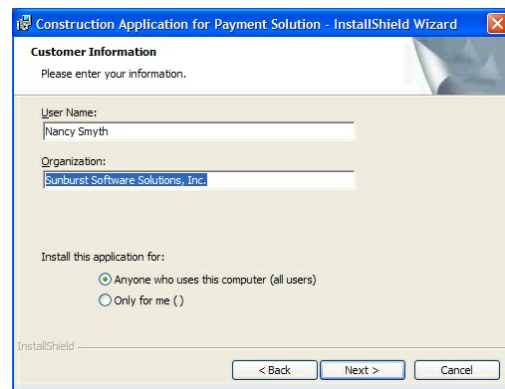 Construction Application for Payment Solution - InstallShield Wizard
Customer Information
Please enter your information.
User Name:
Nancy Smyth
Organization:
Sunburst Software Solutions, Inc.
Install this application for:
Anyone who uses this computer (all users)
Only for me ( )
InstallShield
< Back Next > Cancel